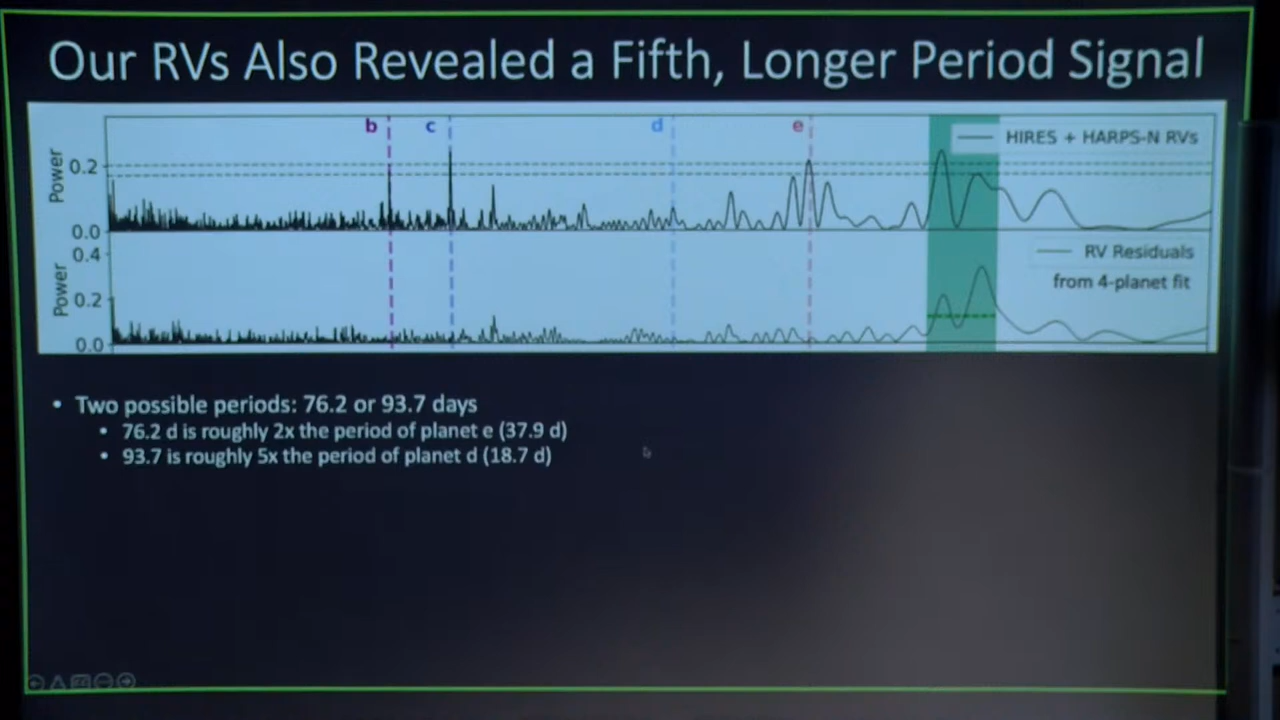 Our RVs Also Revealed a Fifth, Longer Period Signal
b c d e
HIRES + HARPS-N RVs
Power
0.2
0.0
RV Residuals
from 4-planet fit
Power
0.4
0.2
0.0
• Two possible periods: 76.2 or 93.7 days
• 76.2 d is roughly 2x the period of planet e (37.9 d)
• 93.7 is roughly 5x the period of planet d (18.7 d)